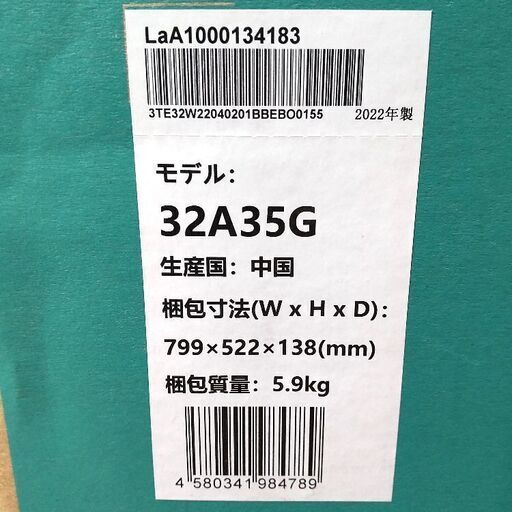 LaA1000134183
3TE32W22040201BBEBO0155 2022年製
モデル：
32A35G
生産国：中国
梱包寸法(W x H x D)：
799×522×138(mm)
梱包質量：5.9kg
4 580341 984789